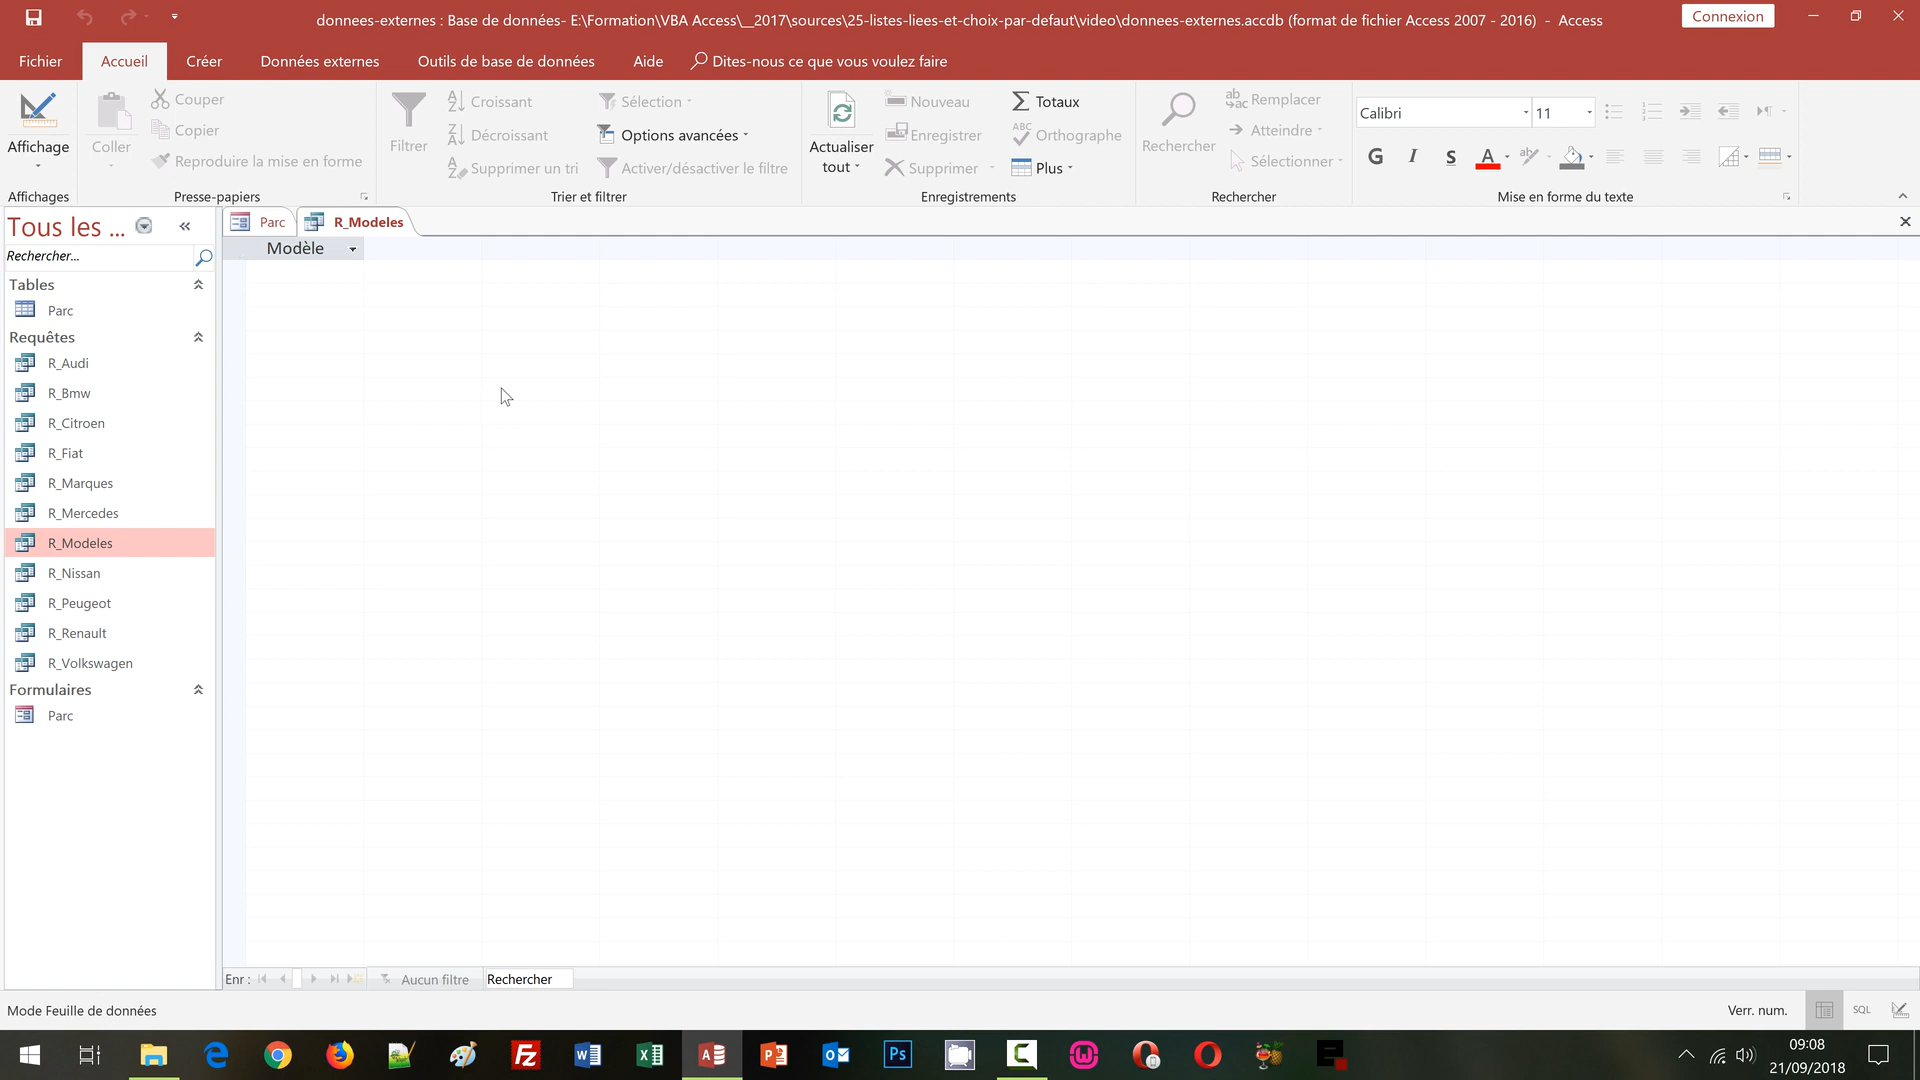 donnees-externes : Base de données- E:\Formation\VBA Access\__2017\sources\25-listes-liees-et-choix-par-defaut\video\donnees-externes.accdb (format de fichier Access 2007 - 2016) - Access
Connexion
Fichier
Accueil
Créer
Données externes
Outils de base de données
Aide
Dites-nous ce que vous voulez faire
Affichage
Affichages
Coller
Couper
Copier
Reproduire la mise en forme
Presse-papiers
Filtrer
Croissant
Décroissant
Supprimer un tri
Sélection
Options avancées
Activer/désactiver le filtre
Trier et filtrer
Actualiser
tout
Nouveau
Enregistrer
Supprimer
Totaux
Orthographe
Plus
Enregistrements
Rechercher
Remplacer
Atteindre
Sélectionner
Rechercher
Calibri
11
G I S A
Mise en forme du texte
Tous les ...
Rechercher...
Tables
Parc
Requêtes
R_Audi
R_Bmw
R_Citroen
R_Fiat
R_Marques
R_Mercedes
R_Modeles
R_Nissan
R_Peugeot
R_Renault
R_Volkswagen
Formulaires
Parc
Parc
R_Modeles
Modèle
Enr :
Aucun filtre
Rechercher
Mode Feuille de données
Verr. num.
SQL
09:08
21/09/2018